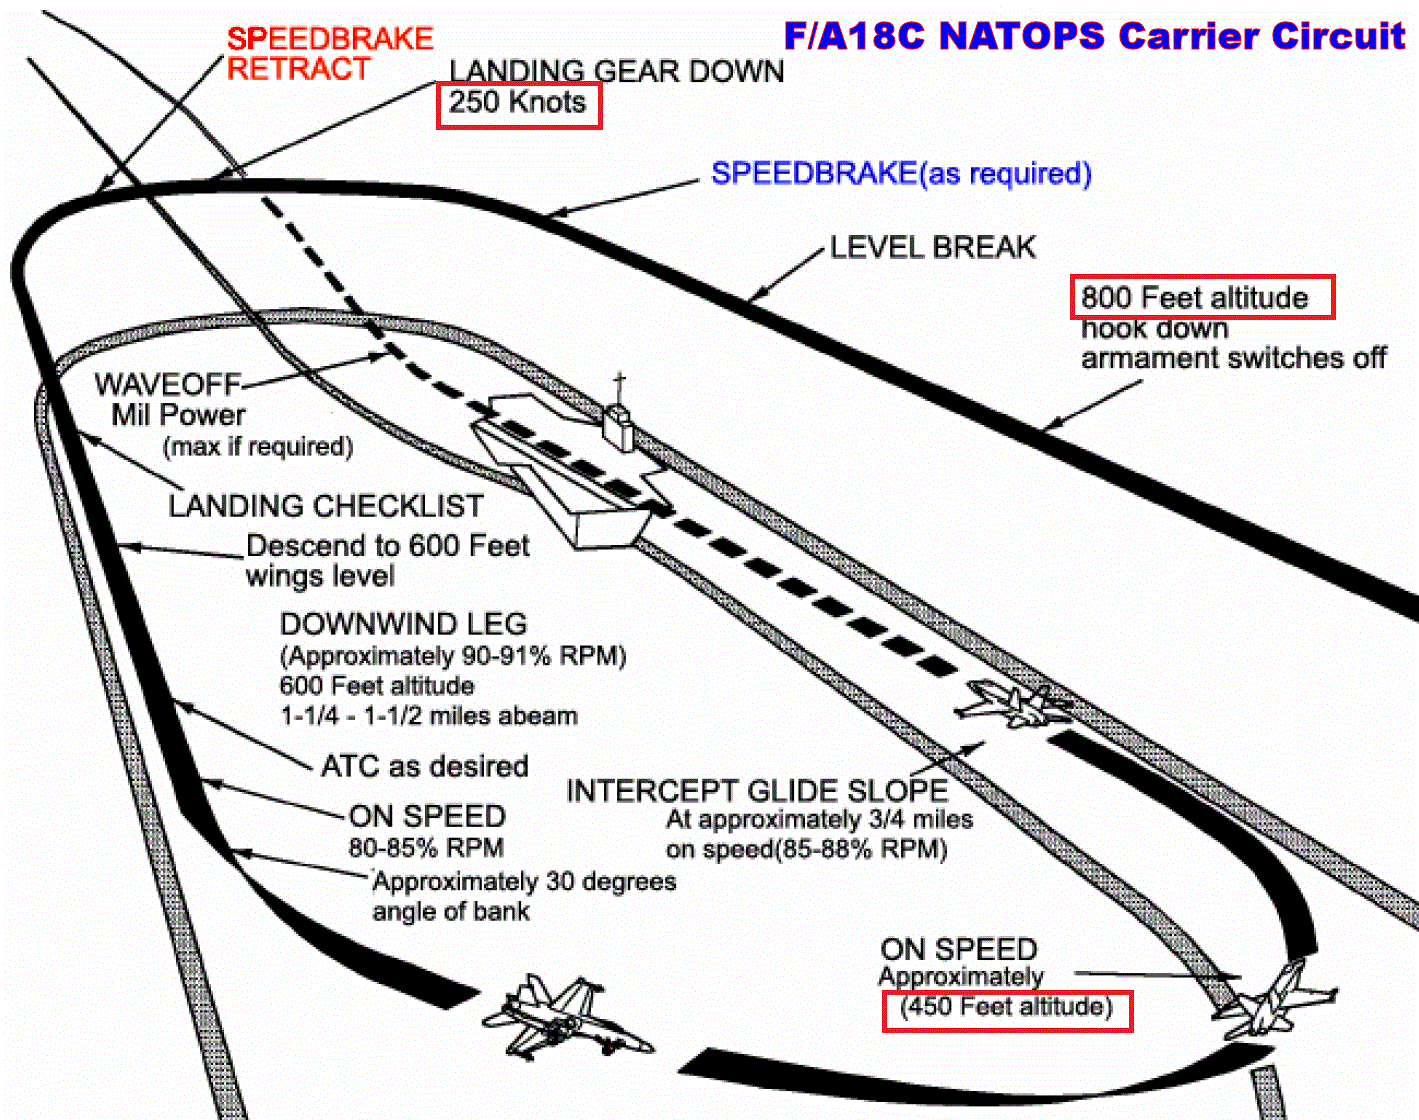 F/A18C NATOPS Carrier Circuit
SPEEDBRAKE
RETRACT
LANDING GEAR DOWN
250 Knots
SPEEDBRAKE(as required)
LEVEL BREAK
800 Feet altitude
hook down
armament switches off
WAVEOFF
Mil Power
(max if required)
LANDING CHECKLIST
Descend to 600 Feet
wings level
DOWNWIND LEG
(Approximately 90-91% RPM)
600 Feet altitude
1-1/4 - 1-1/2 miles abeam
ATC as desired
ON SPEED
80-85% RPM
Approximately 30 degrees
angle of bank
INTERCEPT GLIDE SLOPE
At approximately 3/4 miles
on speed(85-88% RPM)
ON SPEED
Approximately
(450 Feet altitude)